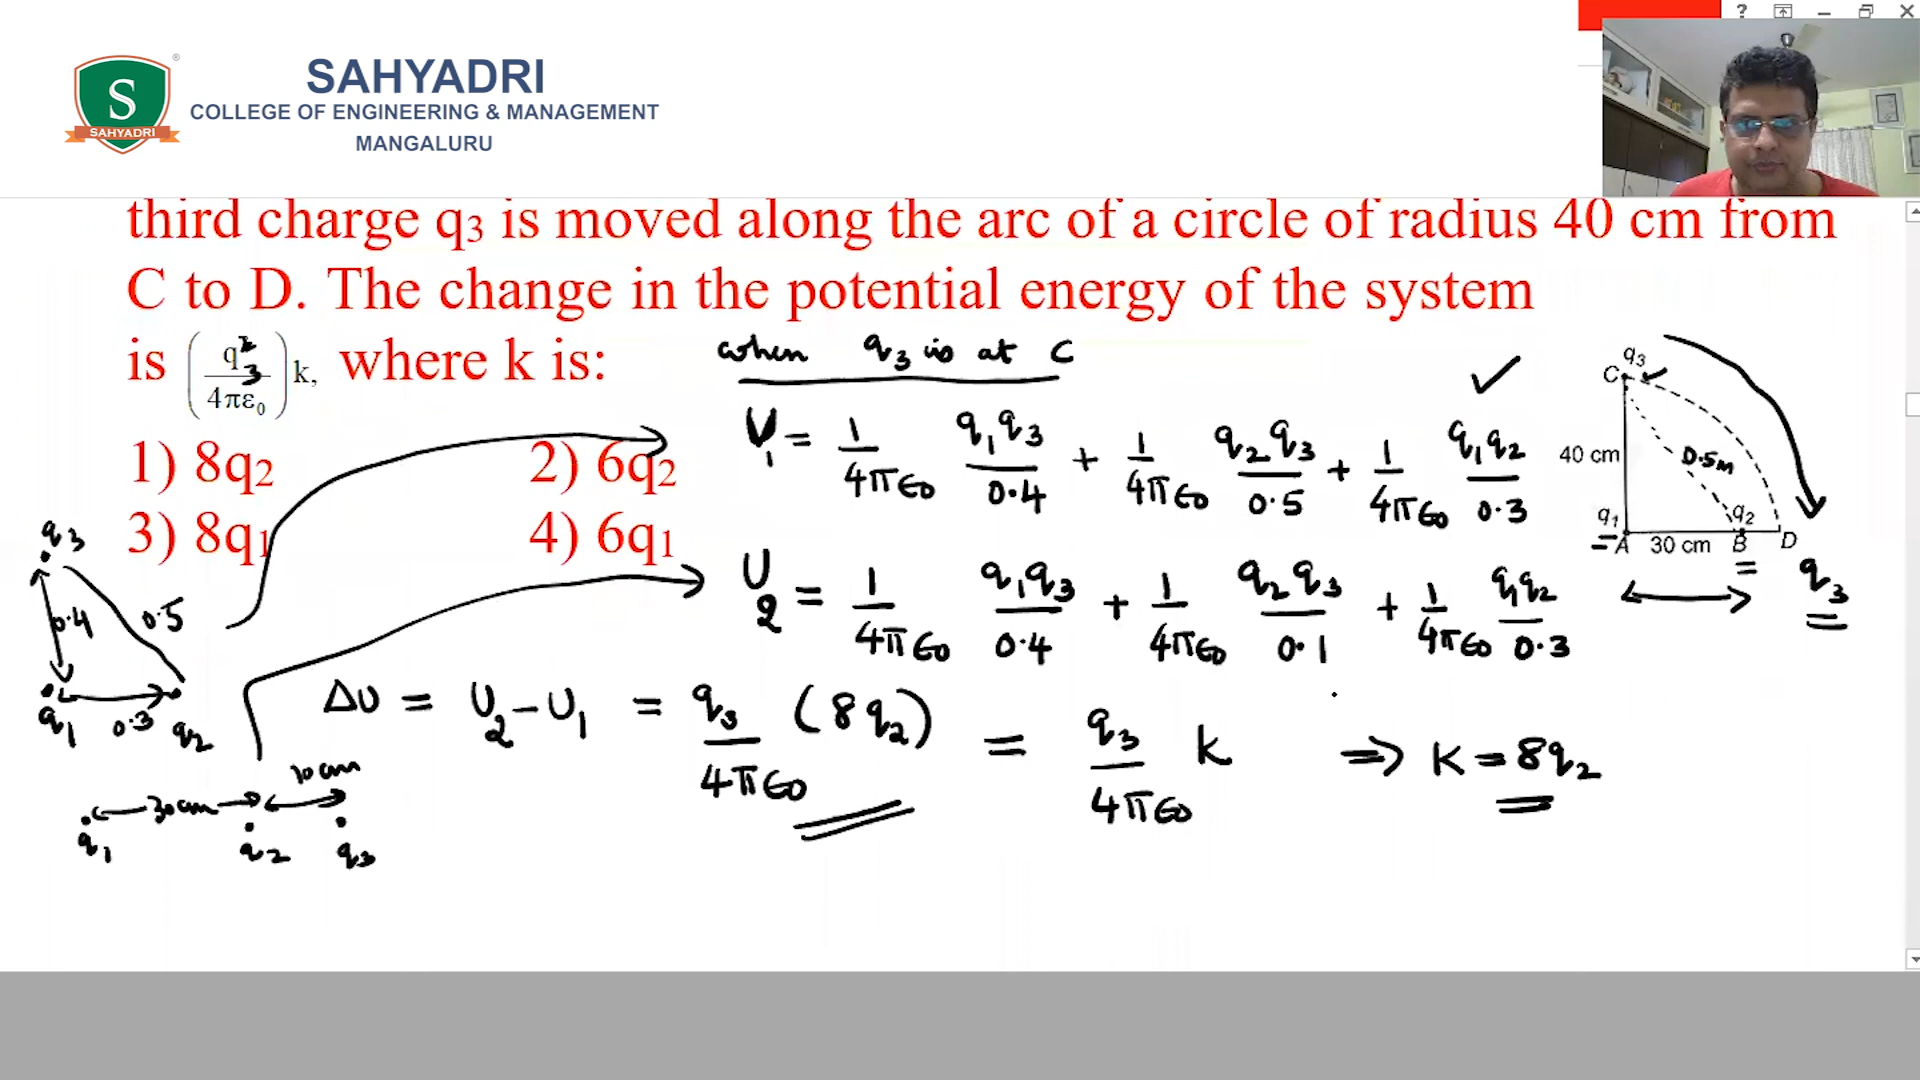 SAHYADRI
COLLEGE OF ENGINEERING & MANAGEMENT
MANGALURU
S
SAHYADRI
®
third charge q₃ is moved along the arc of a circle of radius 40 cm from
C to D. The change in the potential energy of the system
is (q₃/4πε₀)k, where k is:
1) 8q₂ 2) 6q₂
3) 8q₁ 4) 6q₁
when q₃ is at C
U₁ = 1/4πε₀ q₁q₃/0.4 + 1/4πε₀ q₂q₃/0.5 + 1/4πε₀ q₁q₂/0.3
U₂ = 1/4πε₀ q₁q₃/0.4 + 1/4πε₀ q₂q₃/0.1 + 1/4πε₀ q₁q₂/0.3
ΔU = U₂ - U₁ = q₃/4πε₀ (8q₂) = q₃/4πε₀ k ⇒ K = 8q₂
q₃
0.4 0.5
q₁ 0.3 q₂
30 cm 10 cm
q₁ q₂ q₃
q₃
C
40 cm 0.5m
q₁ q₂
A 30 cm B D
q₃